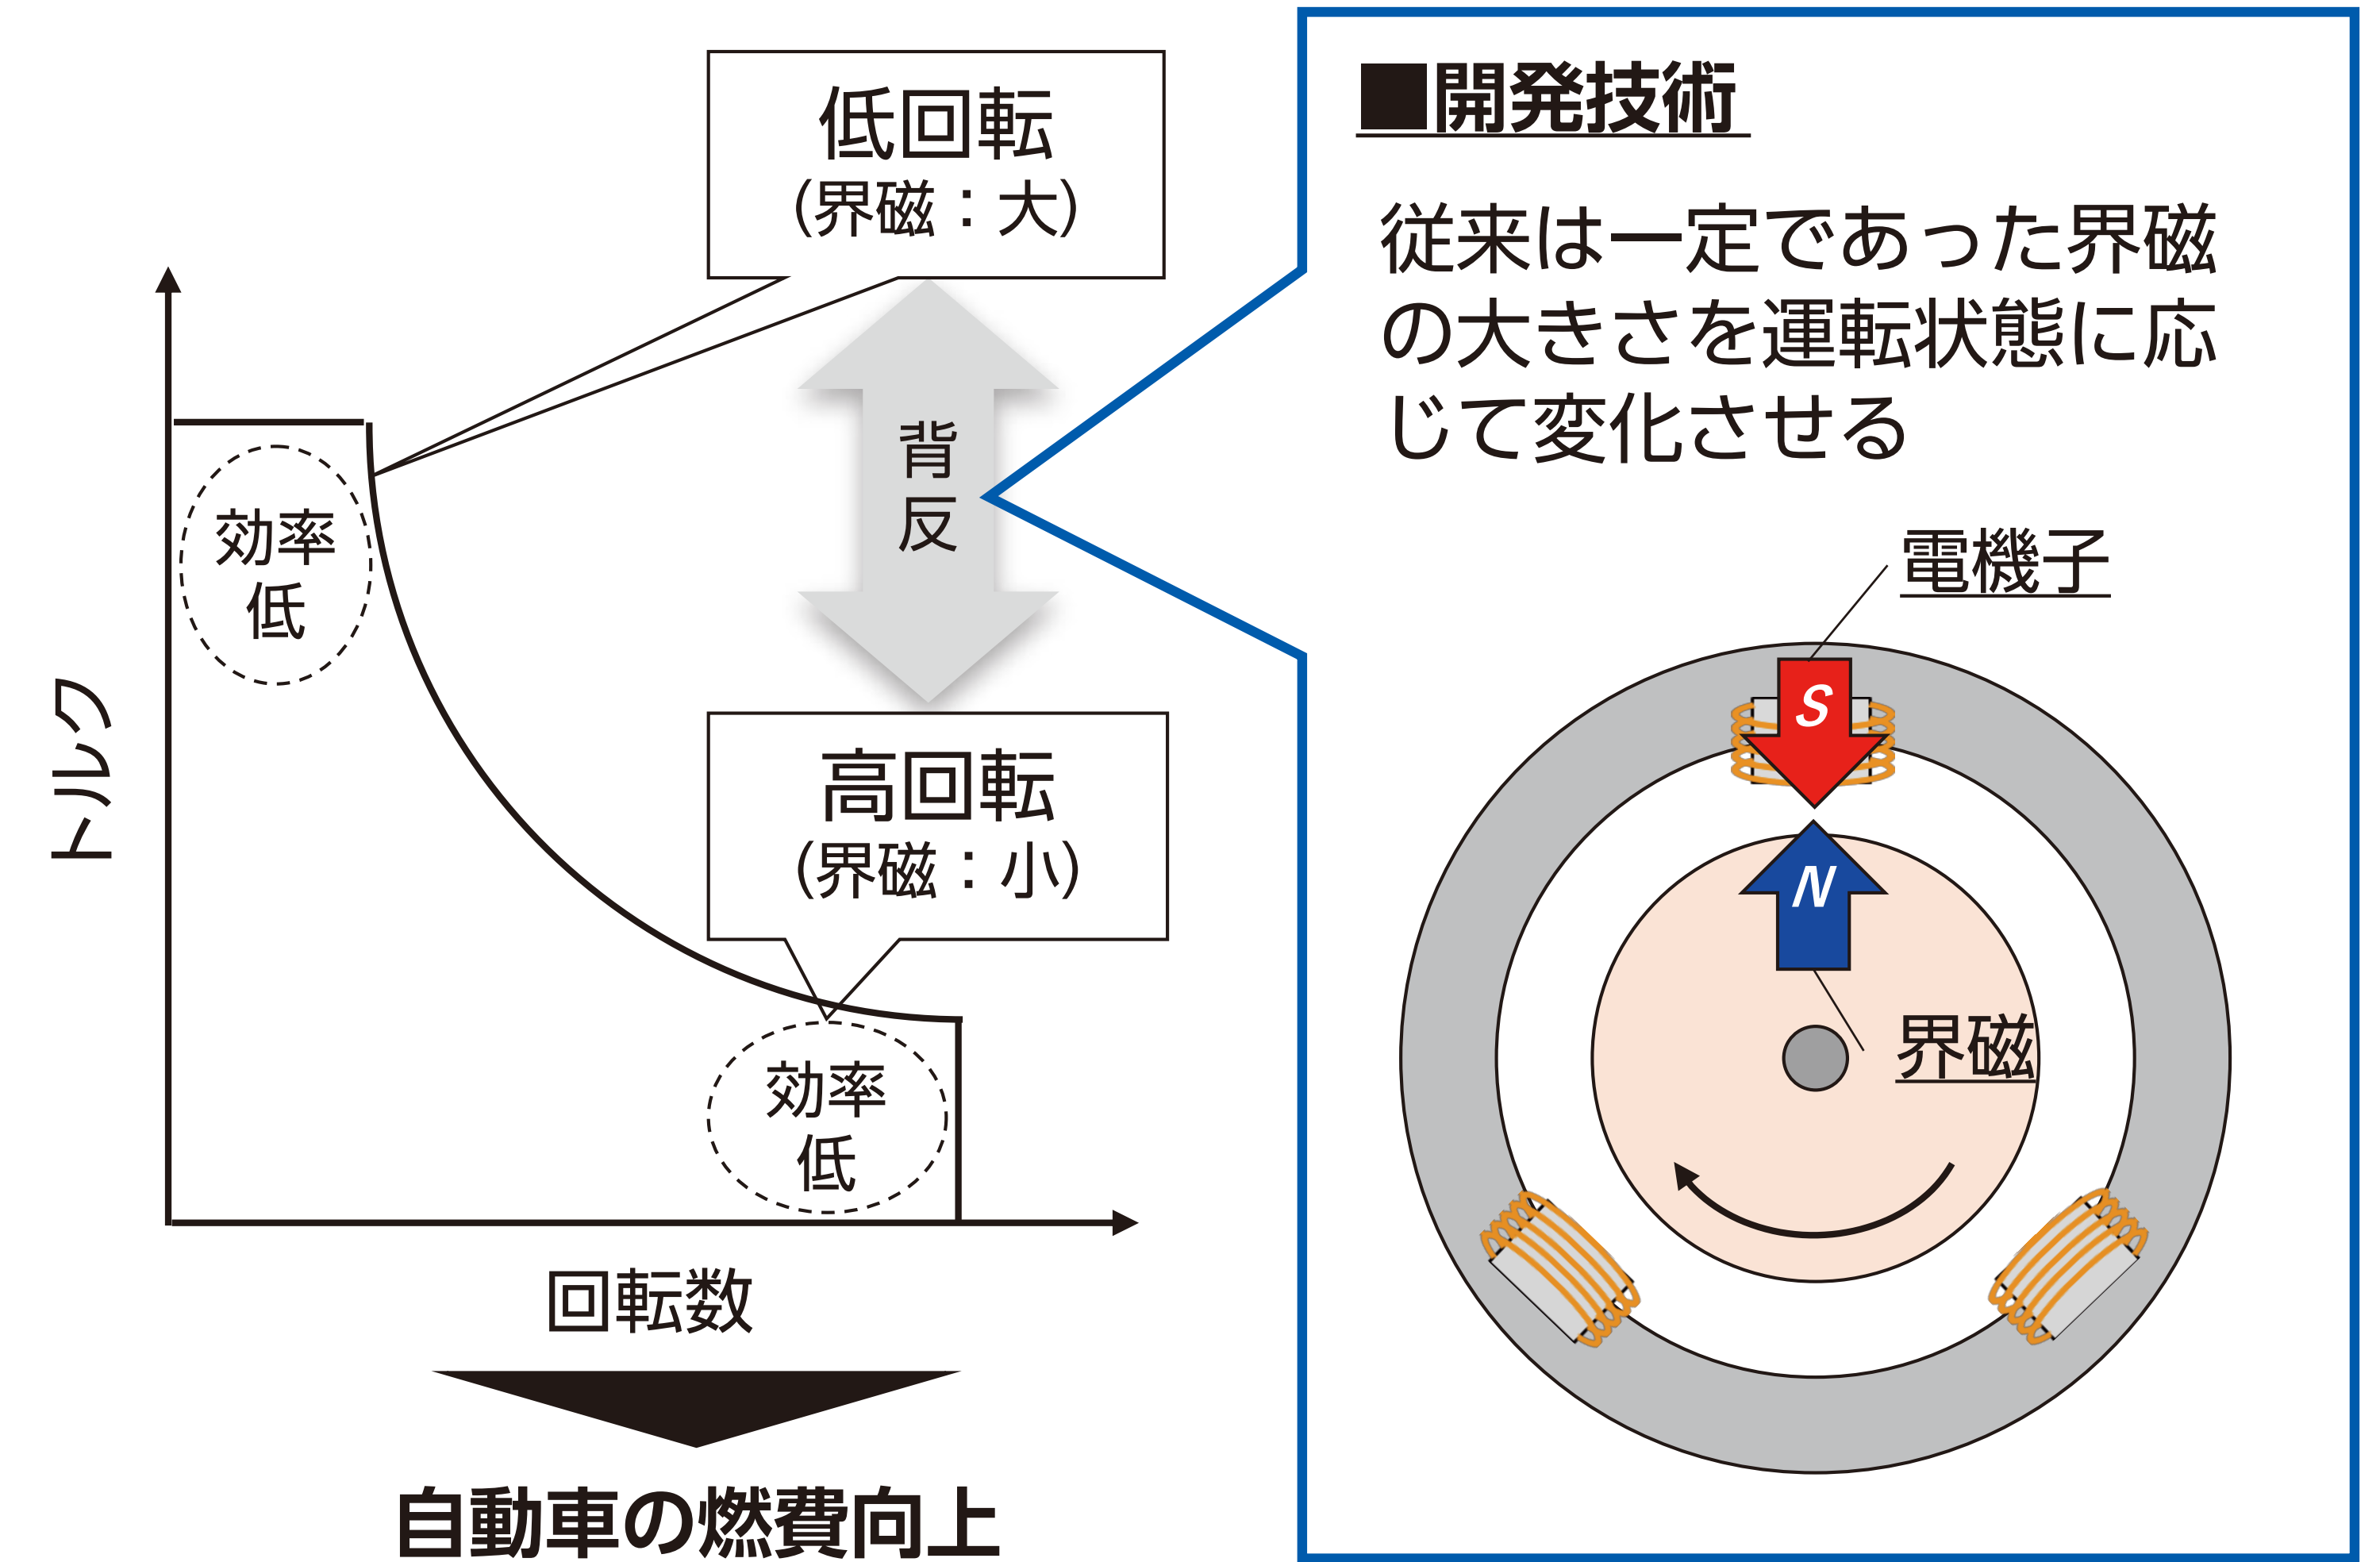 低回転
（界磁：大）
背
反
効率
低
トルク
高回転
（界磁：小）
効率
低
回転数
自動車の燃費向上
■開発技術
従来は一定であった界磁
の大きさを運転状態に応
じて変化させる
電機子
S
N
界磁